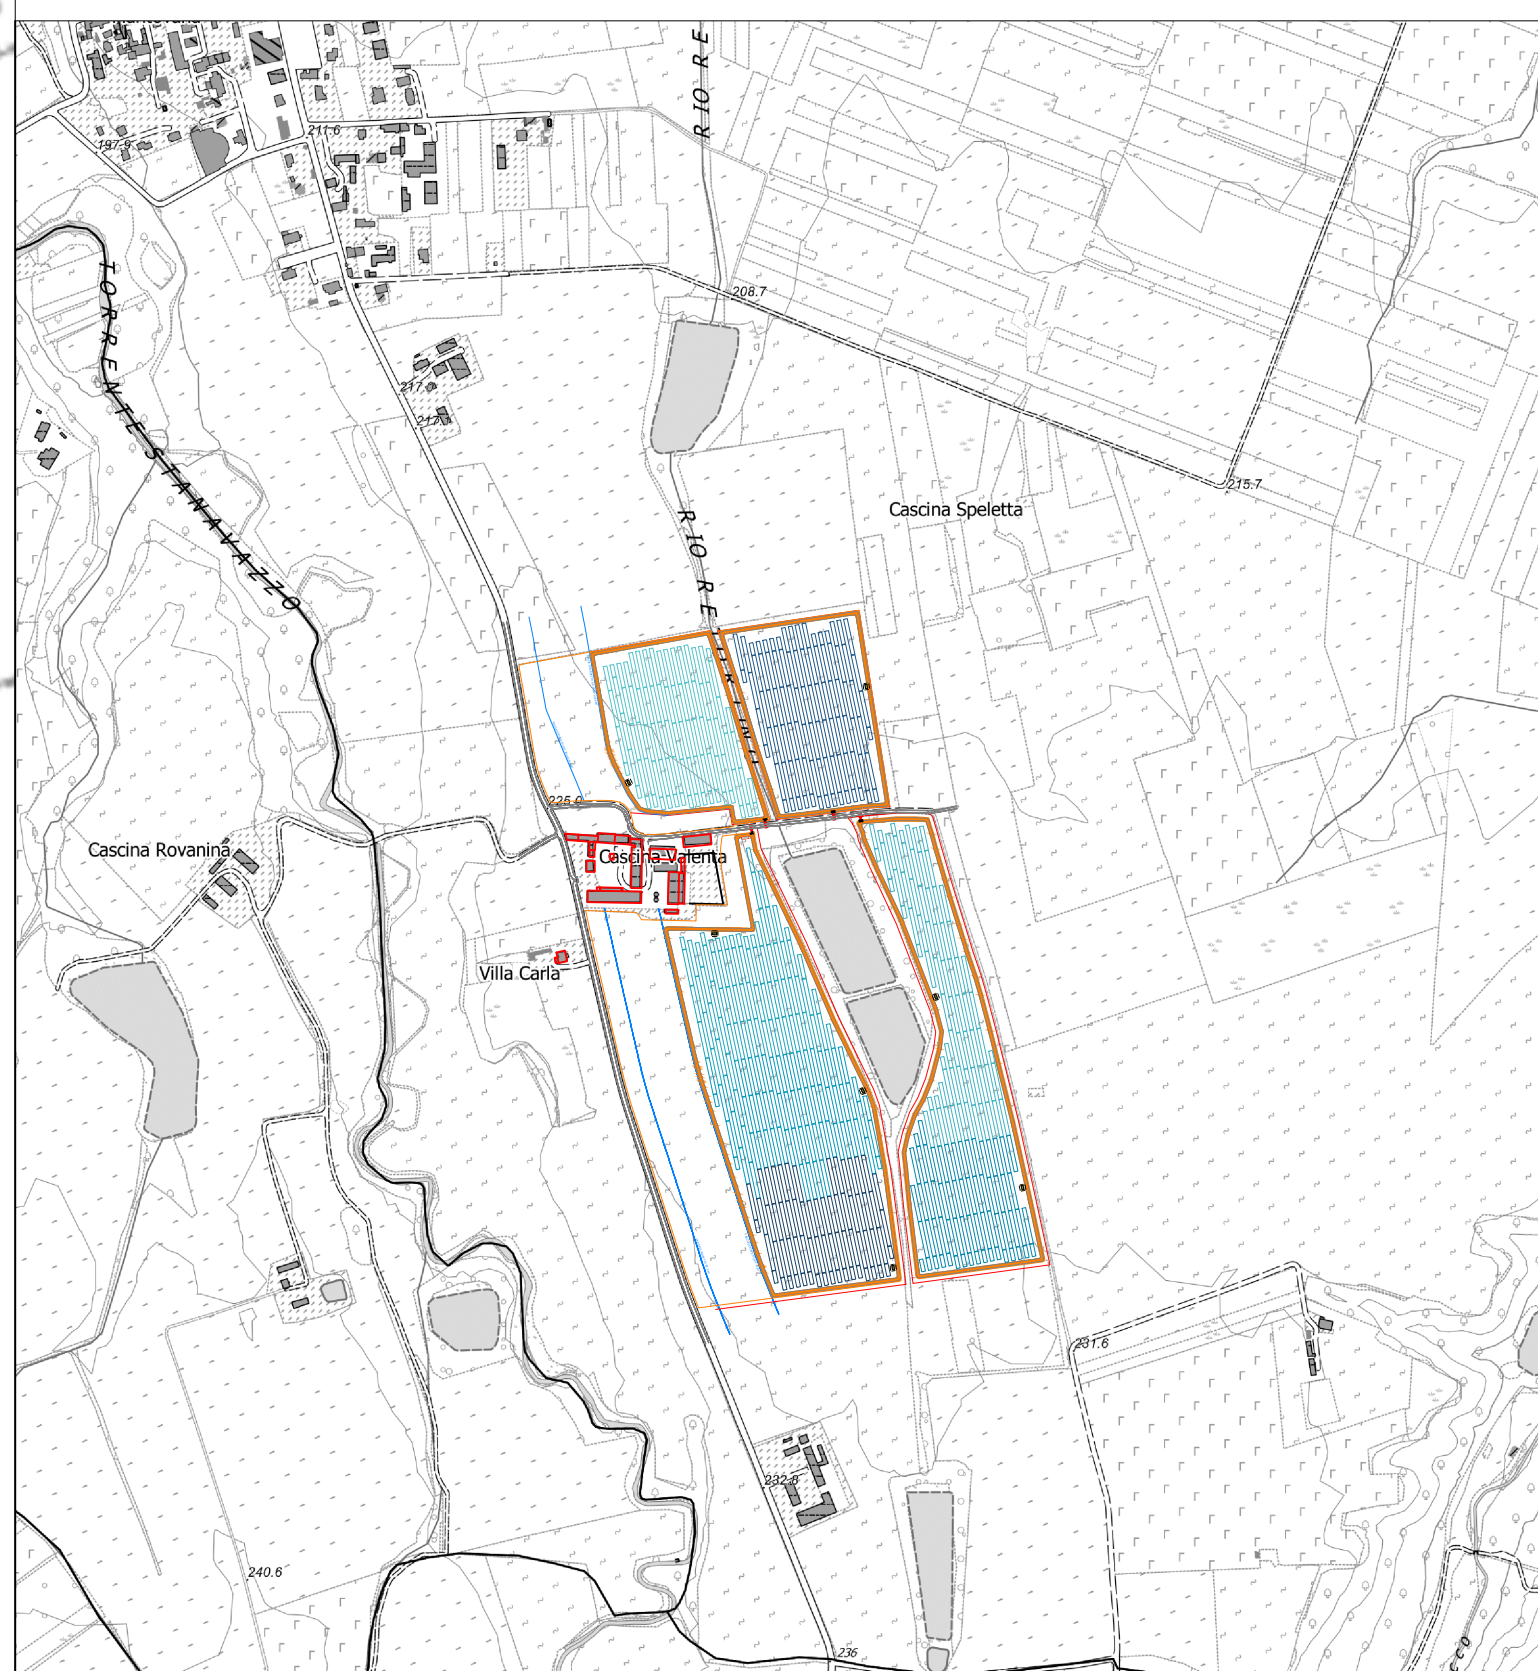 RIO RE
211.6
197.9
TORRENTE STANAVAZZO
208.7
217.0
217.1
215.7
Cascina Speletta
RIO RE
225.0
Cascina Rovanina
Cascina Valenta
Villa Carla
231.6
232.8
240.6
236